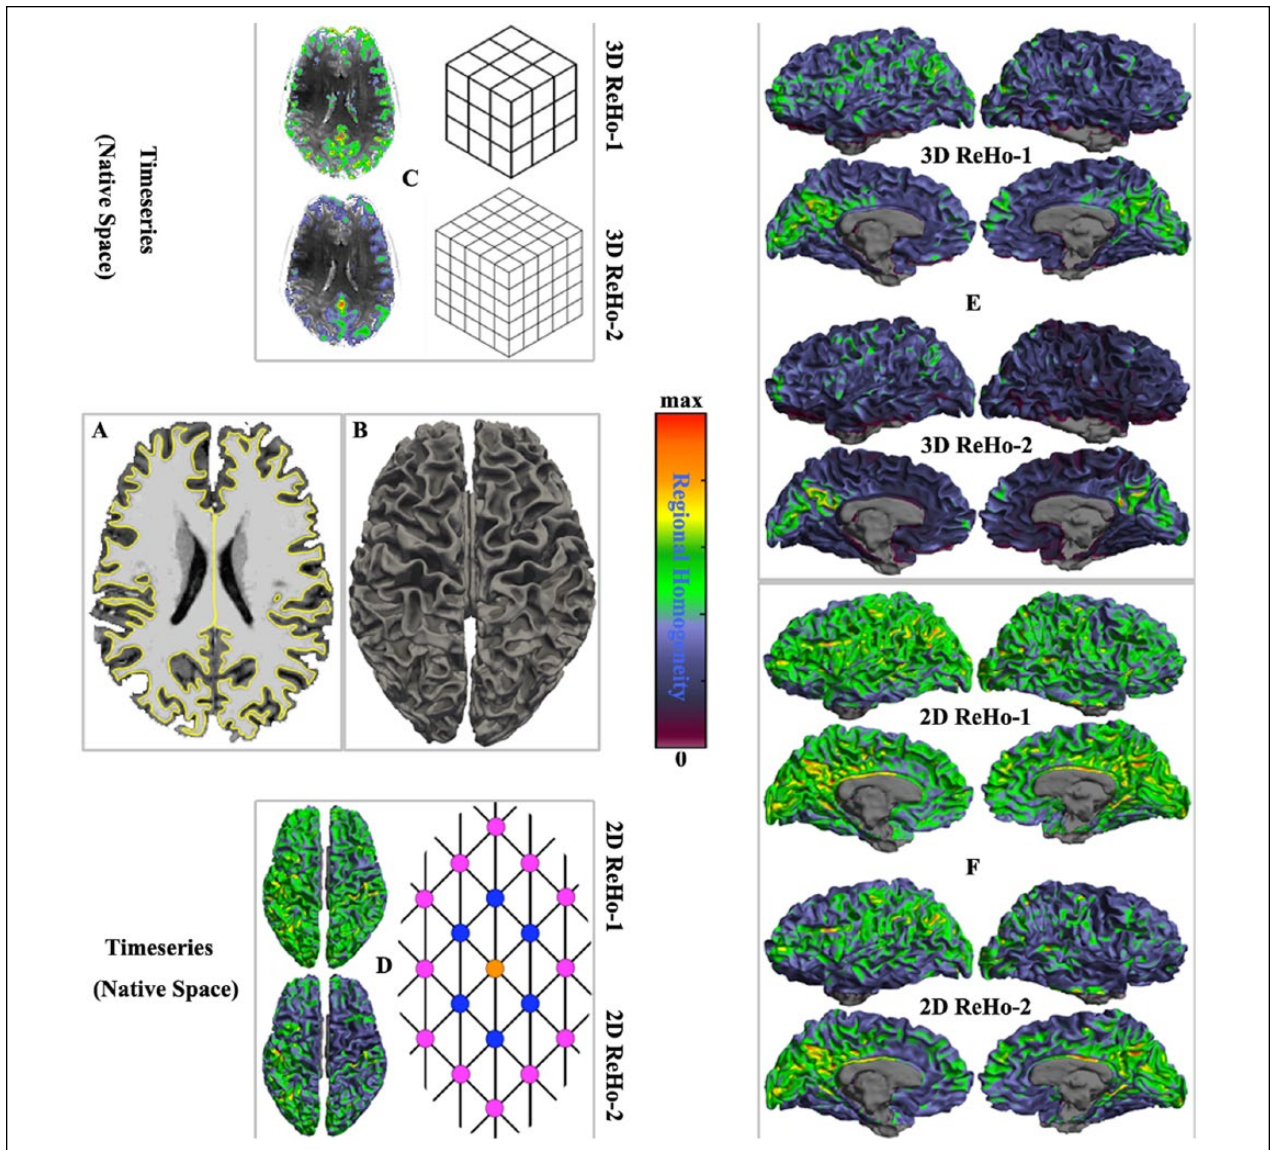 3D ReHo-1
Timeseries
(Native Space)
C
3D ReHo-2
A
B
max
Regional Homogeneity
0
2D ReHo-1
Timeseries
(Native Space)
D
2D ReHo-2
3D ReHo-1
E
3D ReHo-2
2D ReHo-1
F
2D ReHo-2